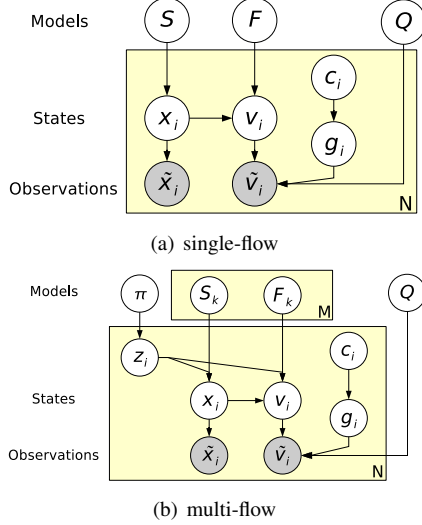 Models S F Q
c_i
States x_i v_i
g_i
Observations x̃_i ṽ_i
N
(a) single-flow
Models π S_k F_k Q
M
z_i c_i
States x_i v_i
g_i
Observations x̃_i ṽ_i
N
(b) multi-flow